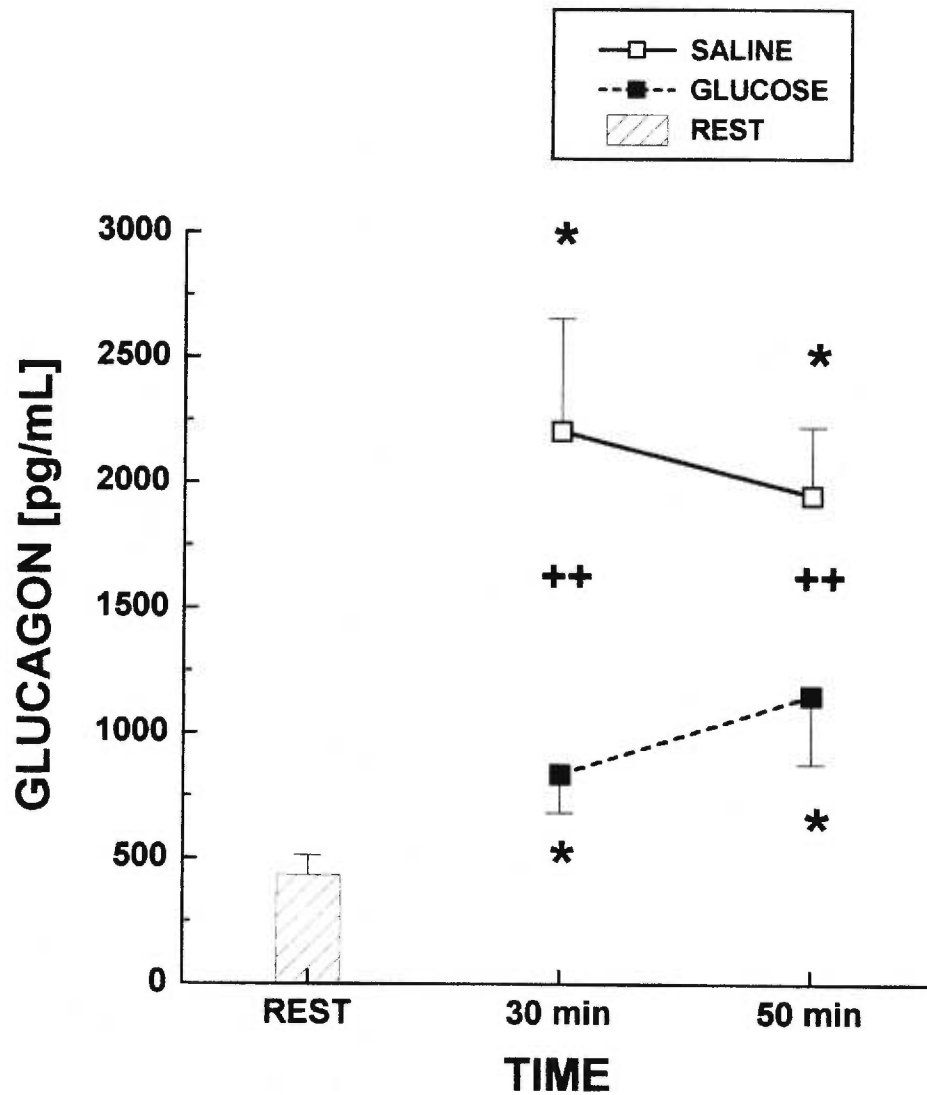 SALINE
GLUCOSE
REST
3000
2500
2000
1500
1000
500
0
GLUCAGON [pg/mL]
*
*
++
++
*
*
REST
30 min
50 min
TIME